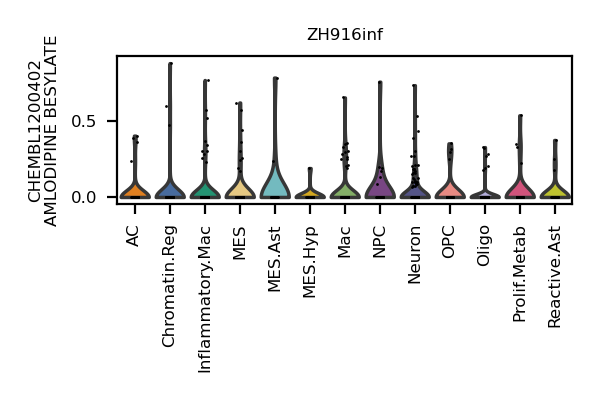 ZH916inf
CHEMBL1200402
AMLODIPINE BESYLATE
0.5
0.0
AC
Chromatin.Reg
Inflammatory.Mac
MES
MES.Ast
MES.Hyp
Mac
NPC
Neuron
OPC
Oligo
Prolif.Metab
Reactive.Ast